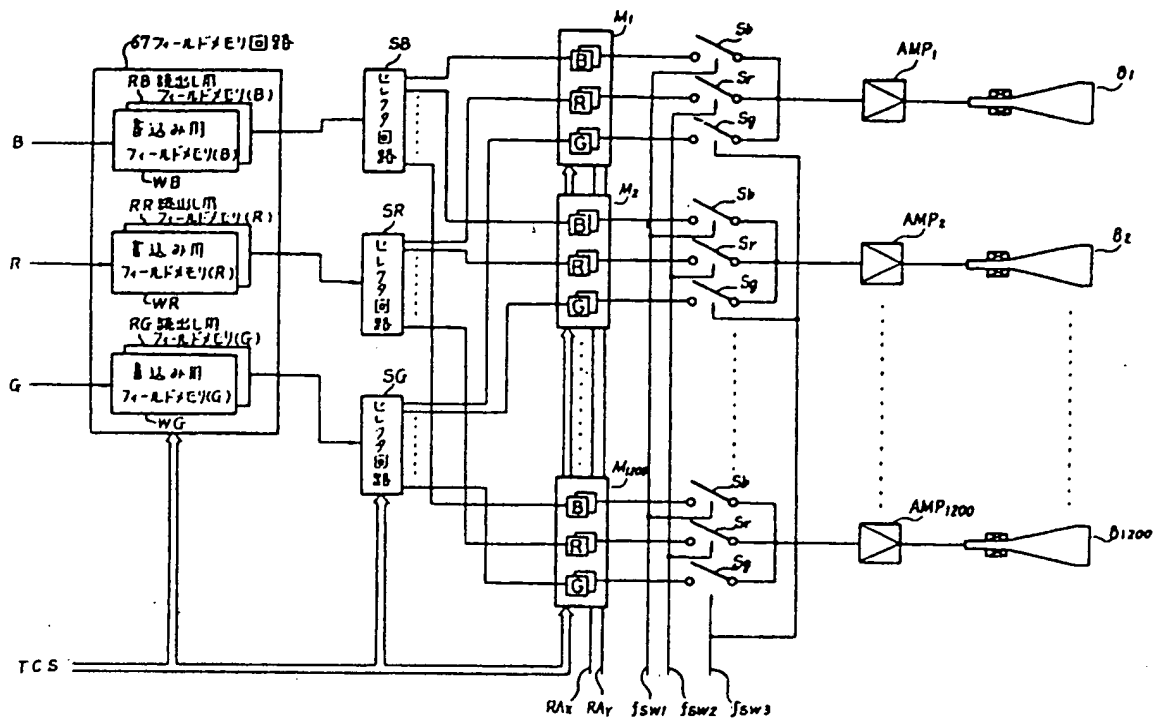 67 フィールドメモリ回路
RB 読出し用
フィールドメモリ(B)
書込み用
フィールドメモリ(B)
WB
B
RR 読出し用
フィールドメモリ(R)
書込み用
フィールドメモリ(R)
WR
R
RG 読出し用
フィールドメモリ(G)
書込み用
フィールドメモリ(G)
WG
G
TCS
SB
セレクタ回路
SR
セレクタ回路
SG
セレクタ回路
M1
B
R
G
M2
B
R
G
M1200
B
R
G
Sb
Sr
Sg
Sb
Sr
Sg
Sb
Sr
Sg
AMP1
B1
AMP2
B2
AMP1200
B1200
RAX RAY fSW1 fSW2 fSW3